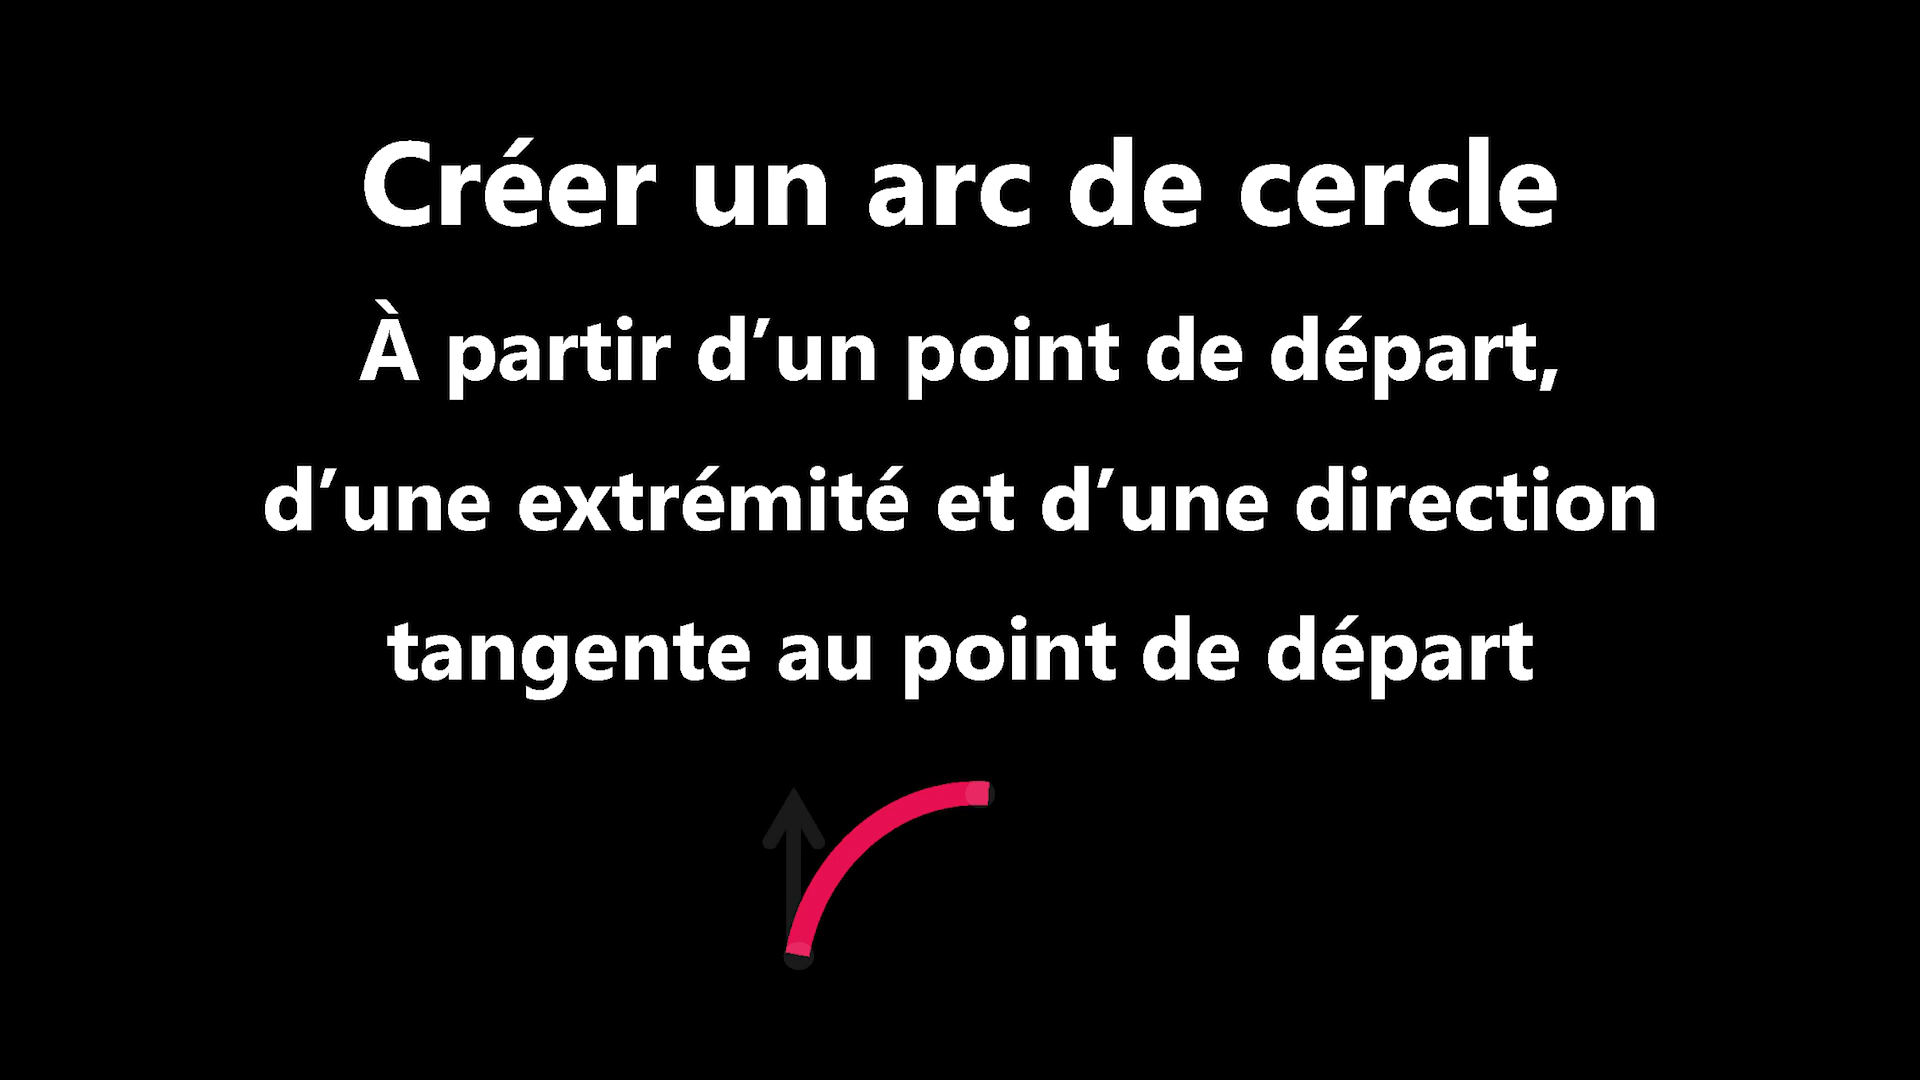 Créer un arc de cercle
À partir d’un point de départ,
d’une extrémité et d’une direction
tangente au point de départ